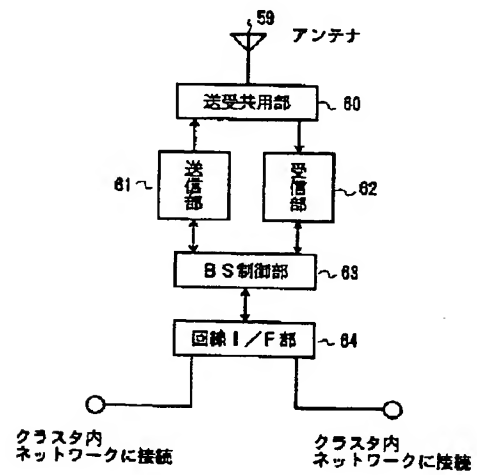 59
アンテナ
送受共用部
60
送信部
61
受信部
62
BS制御部
63
回線I/F部
64
クラスタ内
ネットワークに接続
クラスタ内
ネットワークに接続